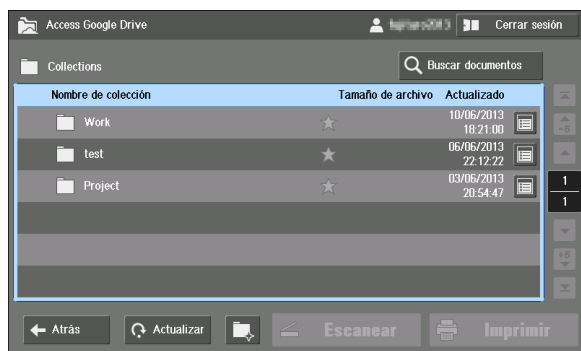 Access Google Drive
Cerrar sesión
Collections
Buscar documentos
Nombre de colección Tamaño de archivo Actualizado
Work 10/06/2013
18:21:00
test 06/06/2013
22:12:22
Project 03/06/2013
20:54:47
-5
1
1
+5
Atrás Actualizar Escanear Imprimir